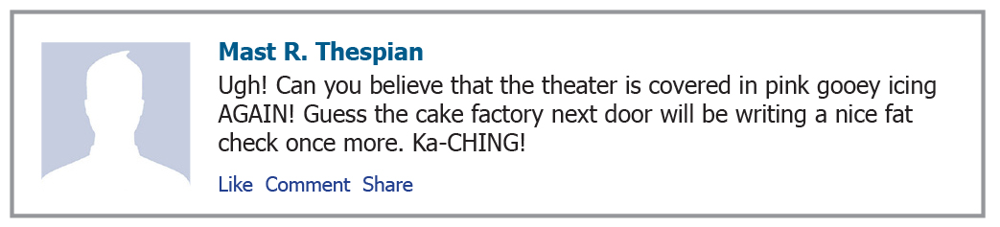 Mast R. Thespian
Ugh! Can you believe that the theater is covered in pink gooey icing
AGAIN! Guess the cake factory next door will be writing a nice fat
check once more. Ka-CHING!
Like Comment Share